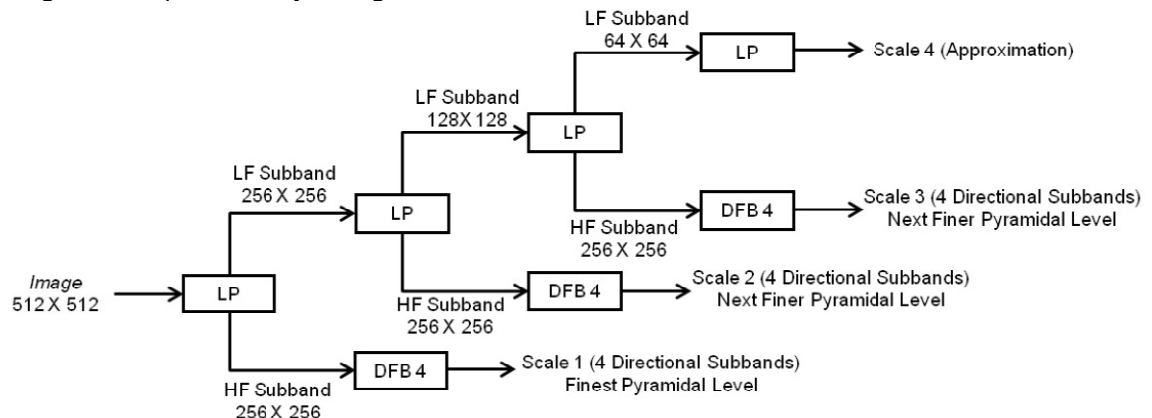 LF Subband
64 X 64
LP
Scale 4 (Approximation)
LF Subband
128X 128
LP
LF Subband
256 X 256
LP
DFB 4
Scale 3 (4 Directional Subbands)
Next Finer Pyramidal Level
HF Subband
256 X 256
Image
512 X 512
LP
DFB 4
Scale 2 (4 Directional Subbands)
Next Finer Pyramidal Level
HF Subband
256 X 256
DFB 4
Scale 1 (4 Directional Subbands)
Finest Pyramidal Level
HF Subband
256 X 256